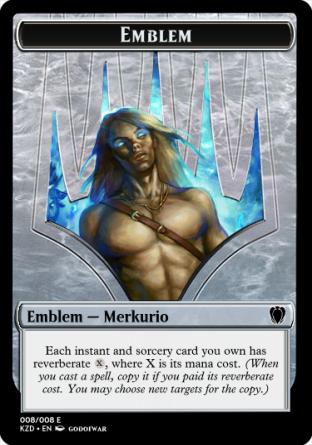 EMBLEM
Emblem — Merkurio
Each instant and sorcery card you own has
reverberate Ⓧ, where X is its mana cost. (When
you cast a spell, copy it if you paid its reverberate
cost. You may choose new targets for the copy.)
008/008 E
KZD • EN GODOFWAR